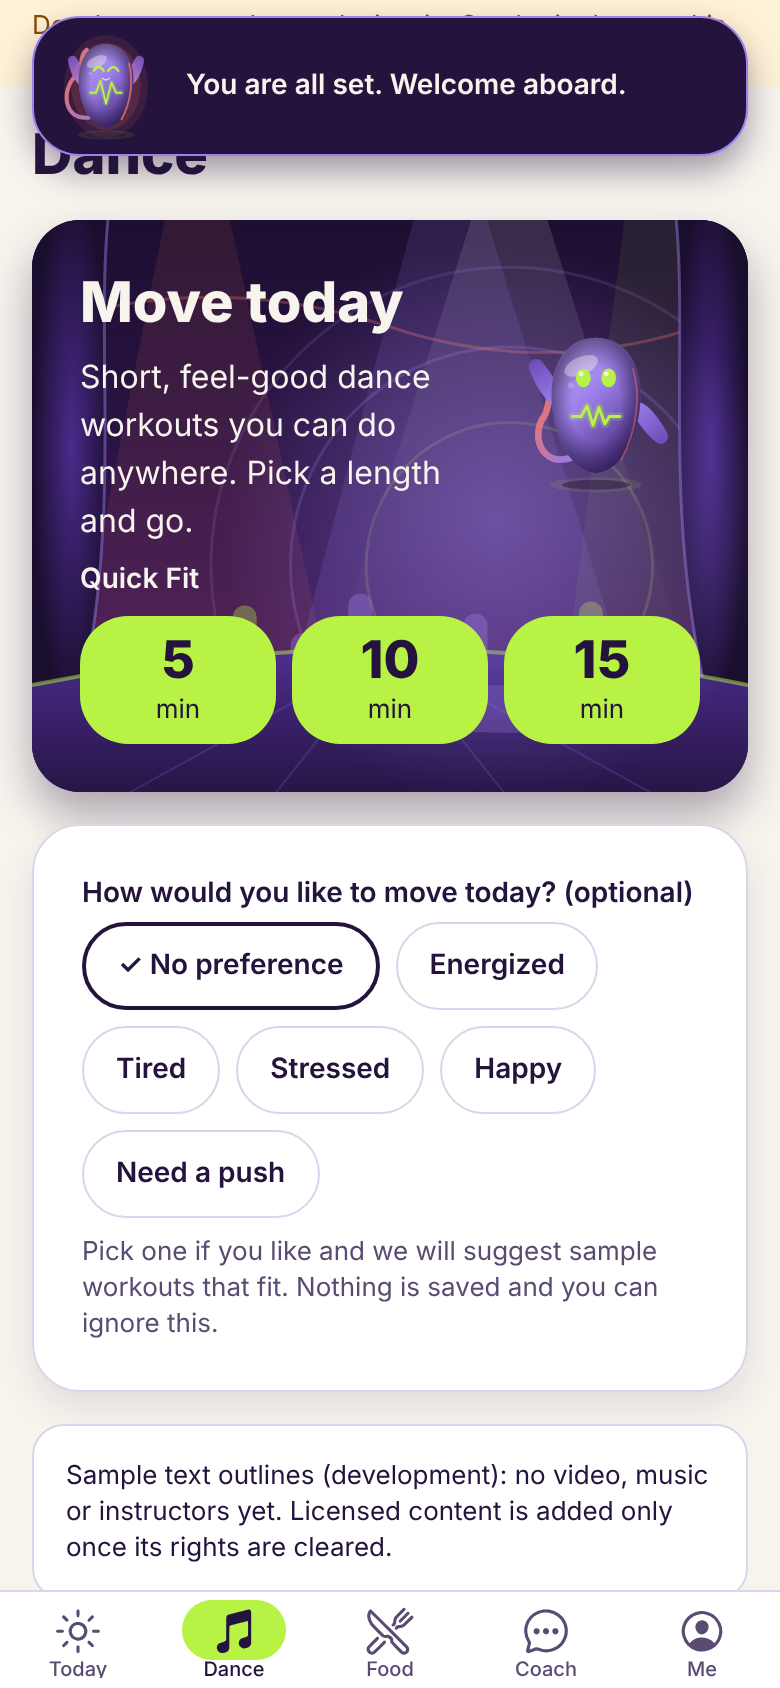 You are all set. Welcome aboard.
Dance
Move today
Short, feel-good dance
workouts you can do
anywhere. Pick a length
and go.
Quick Fit
5 10 15
min min min
How would you like to move today? (optional)
✓ No preference Energized
Tired Stressed Happy
Need a push
Pick one if you like and we will suggest sample
workouts that fit. Nothing is saved and you can
ignore this.
Sample text outlines (development): no video, music
or instructors yet. Licensed content is added only
once its rights are cleared.
Today Dance Food Coach Me